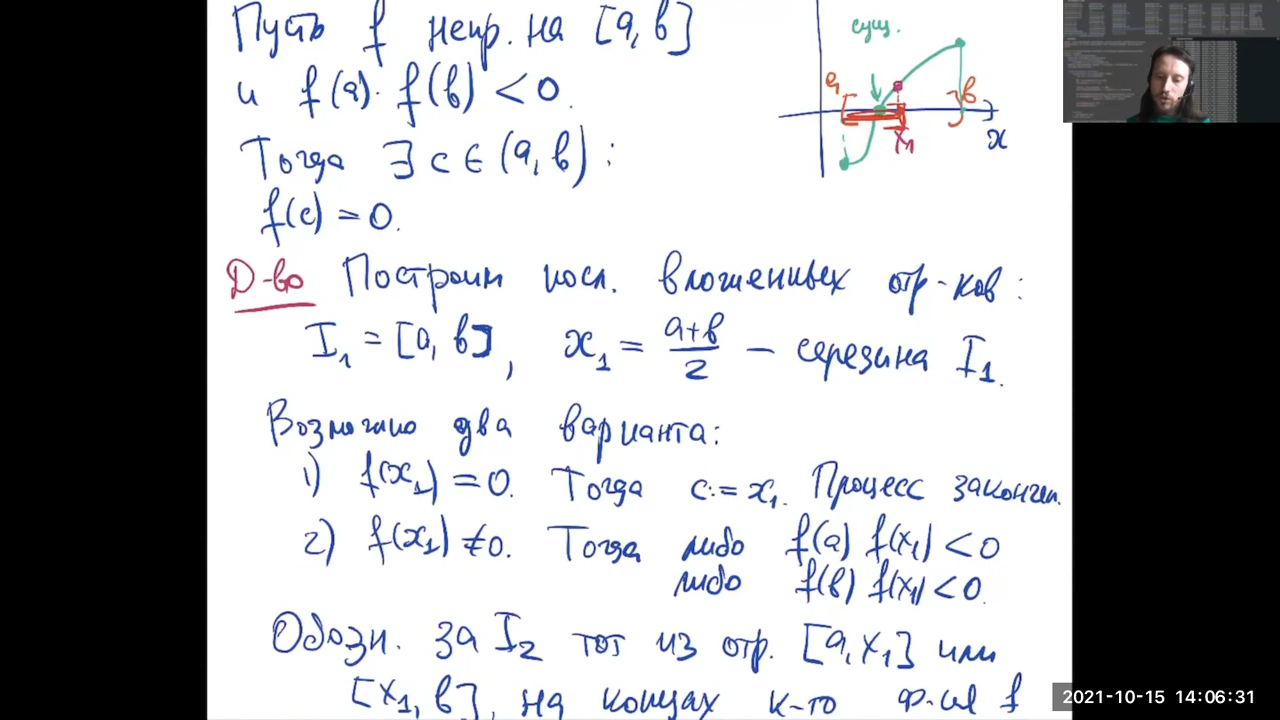 Пусть f непр. на [a, b]
и f(a)· f(b) < 0.
Тогда ∃ c ∈ (a, b) :
f(c) = 0.
сущ.
a
b
x₁
x
Д-во Построим посл. вложенных отр-ков :
I₁ = [a, b], x₁ = (a+b)/2 — середина I₁.
Возможно два варианта:
1) f(x₁) = 0. Тогда c := x₁. Процесс закончен.
2) f(x₁) ≠ 0. Тогда либо f(a) f(x₁) < 0
либо f(b) f(x₁) < 0.
Обозн. за I₂ тот из отр. [a, x₁] или
[x₁, b], на концах к-го ф-ия f
2021-10-15 14:06:31